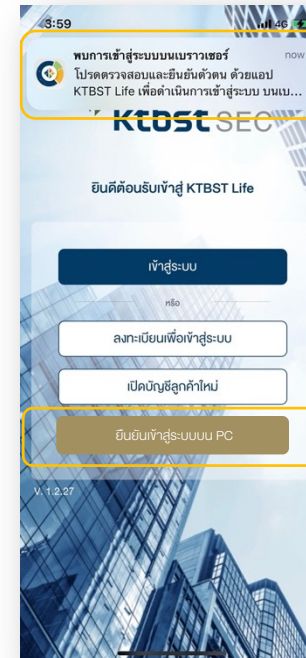 3:59
4G
พบการเข้าสู่ระบบบนเบราวเซอร์ now
โปรดตรวจสอบและยืนยันตัวตน ด้วยแอป
KTBST Life เพื่อดำเนินการเข้าสู่ระบบ บนเบ...
Ktbst SEC
ยินดีต้อนรับเข้าสู่ KTBST Life
เข้าสู่ระบบ
หรือ
ลงทะเบียนเพื่อเข้าสู่ระบบ
เปิดบัญชีลูกค้าใหม่
ยืนยันเข้าสู่ระบบบน PC
V. 1.2.27